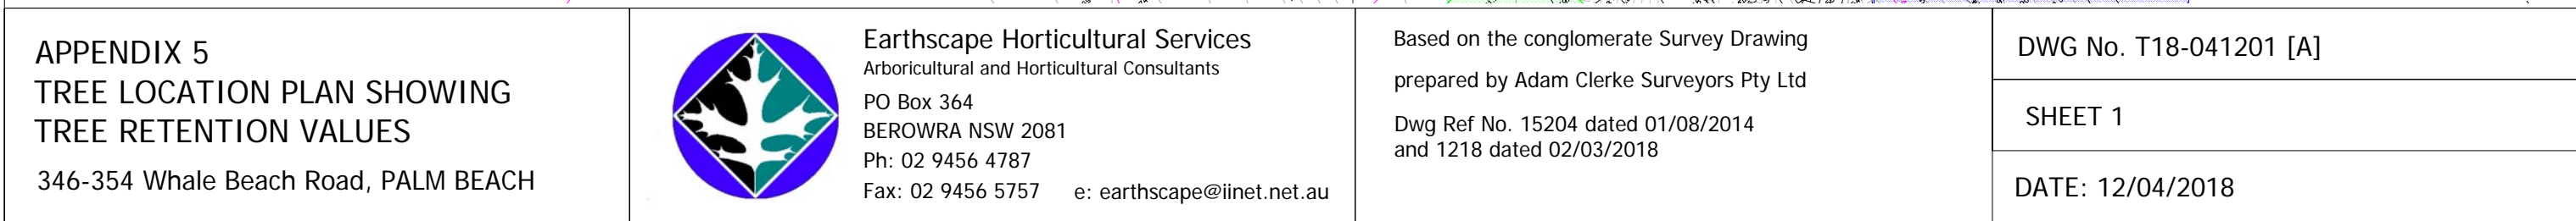 APPENDIX 5
TREE LOCATION PLAN SHOWING
TREE RETENTION VALUES
346-354 Whale Beach Road, PALM BEACH
Earthscape Horticultural Services
Arboricultural and Horticultural Consultants
PO Box 364
BEROWRA NSW 2081
Ph: 02 9456 4787
Fax: 02 9456 5757 e: earthscape@iinet.net.au
Based on the conglomerate Survey Drawing
prepared by Adam Clerke Surveyors Pty Ltd
Dwg Ref No. 15204 dated 01/08/2014
and 1218 dated 02/03/2018
DWG No. T18-041201 [A]
SHEET 1
DATE: 12/04/2018